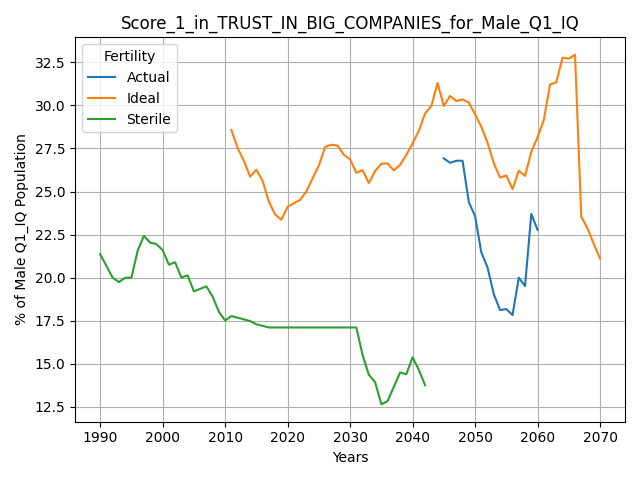 Score_1_in_TRUST_IN_BIG_COMPANIES_for_Male_Q1_IQ
Fertility
Actual
Ideal
Sterile
% of Male Q1_IQ Population
32.5
30.0
27.5
25.0
22.5
20.0
17.5
15.0
12.5
1990 2000 2010 2020 2030 2040 2050 2060 2070
Years